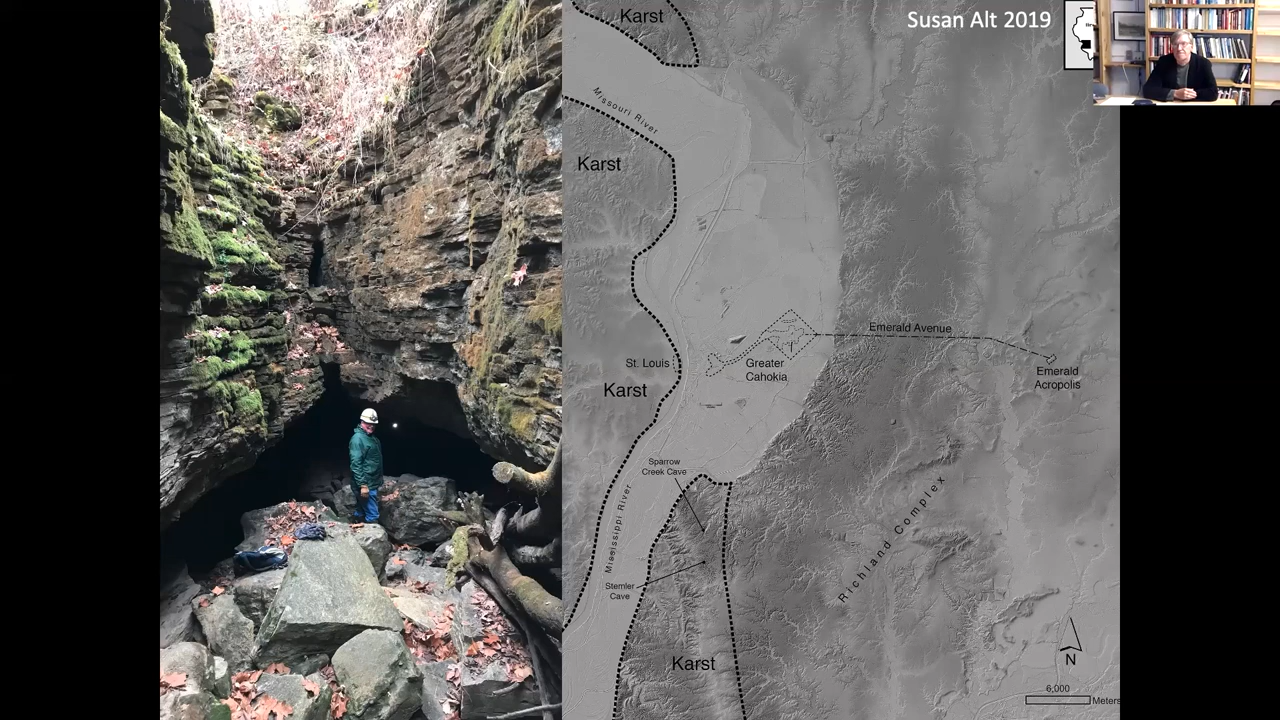 Karst
Susan Alt 2019
Missouri River
Karst
Emerald Avenue
St. Louis
Greater
Cahokia
Emerald
Acropolis
Karst
Sparrow
Creek Cave
Mississippi River
Richland Complex
Stemler
Cave
Karst
N
6,000
Meters